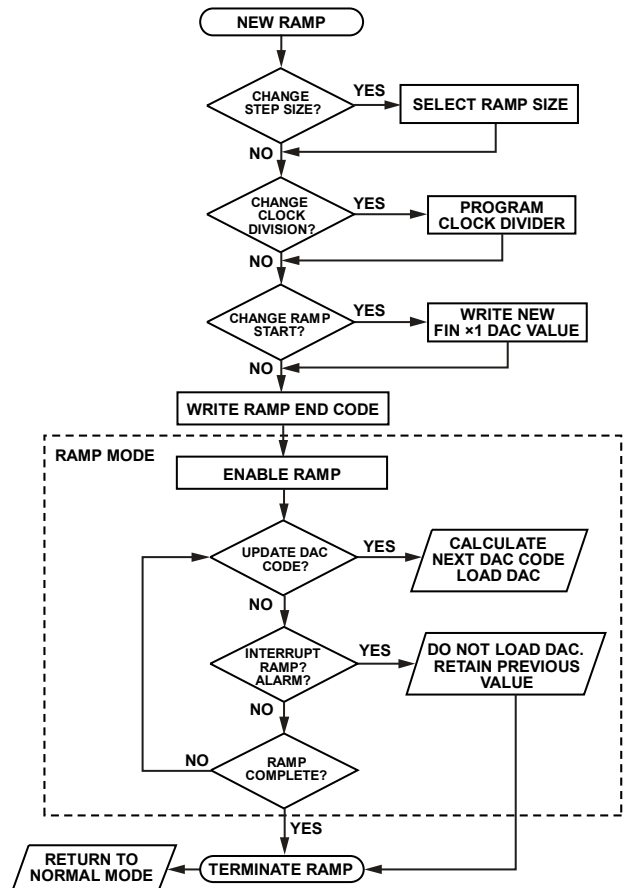 NEW RAMP
CHANGE
STEP SIZE?
YES
SELECT RAMP SIZE
NO
CHANGE
CLOCK
DIVISION?
YES
PROGRAM
CLOCK DIVIDER
NO
CHANGE RAMP
START?
YES
WRITE NEW
FIN ×1 DAC VALUE
NO
WRITE RAMP END CODE
RAMP MODE
ENABLE RAMP
UPDATE DAC
CODE?
YES
CALCULATE
NEXT DAC CODE
LOAD DAC
NO
INTERRUPT
RAMP?
ALARM?
YES
DO NOT LOAD DAC.
RETAIN PREVIOUS
VALUE
NO
RAMP
COMPLETE?
NO
YES
TERMINATE RAMP
RETURN TO
NORMAL MODE